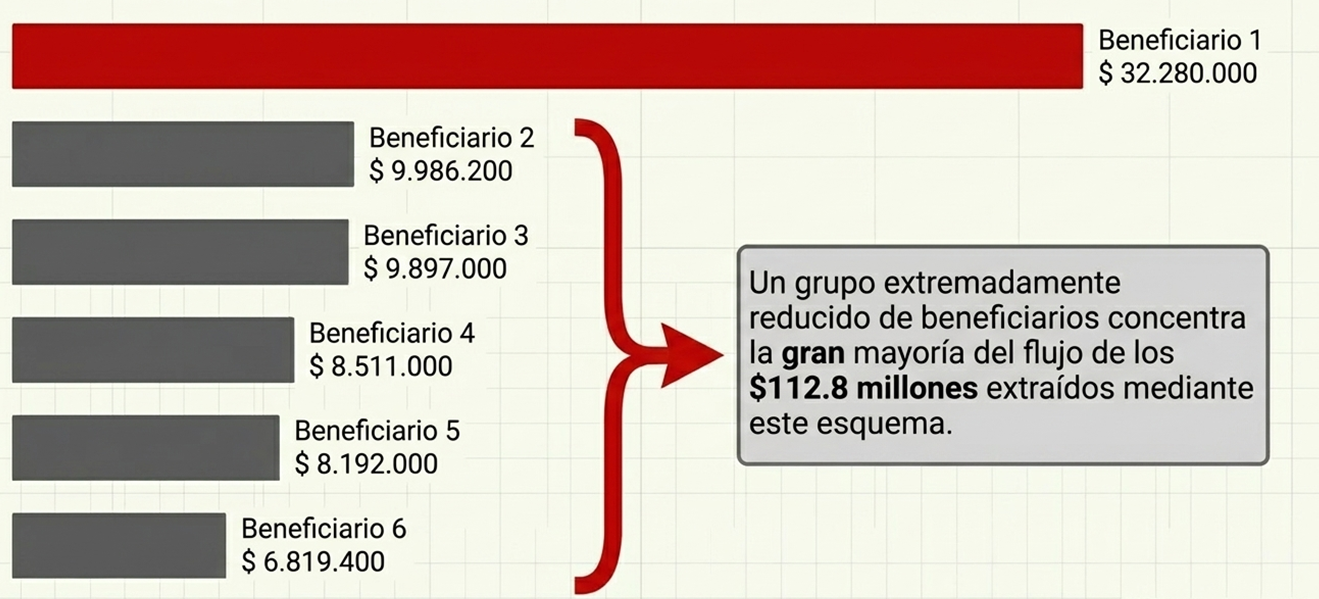 Beneficiario 1
$ 32.280.000
Beneficiario 2
$ 9.986.200
Beneficiario 3
$ 9.897.000
Beneficiario 4
$ 8.511.000
Beneficiario 5
$ 8.192.000
Beneficiario 6
$ 6.819.400
Un grupo extremadamente
reducido de beneficiarios concentra
la gran mayoría del flujo de los
$112.8 millones extraídos mediante
este esquema.